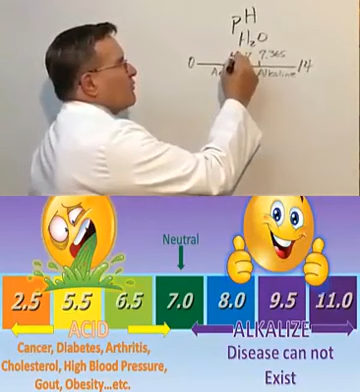 pH
H₂O
7.365
0 14
Alkaline
Neutral
2.5 5.5 6.5 7.0 8.0 9.5 11.0
ACID
ALKALIZE
Cancer, Diabetes, Arthritis,
Cholesterol, High Blood Pressure,
Gout, Obesity...etc.
Disease can not
Exist